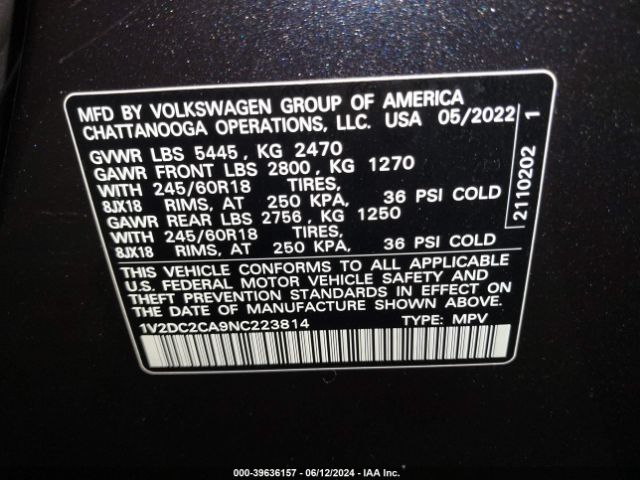 MFD BY VOLKSWAGEN GROUP OF AMERICA
CHATTANOOGA OPERATIONS, LLC. USA 05/2022
GVWR LBS 5445, KG 2470
GAWR FRONT LBS 2800, KG 1270
WITH 245/60R18 TIRES,
8JX18 RIMS, AT 250 KPA, 36 PSI COLD
GAWR REAR LBS 2756, KG 1250
WITH 245/60R18 TIRES,
8JX18 RIMS, AT 250 KPA, 36 PSI COLD
THIS VEHICLE CONFORMS TO ALL APPLICABLE
U.S. FEDERAL MOTOR VEHICLE SAFETY AND
THEFT PREVENTION STANDARDS IN EFFECT ON
THE DATE OF MANUFACTURE SHOWN ABOVE.
1V2DC2CA9NC223814 TYPE: MPV
2110202 1
000-39636157 - 06/12/2024 - IAA Inc.